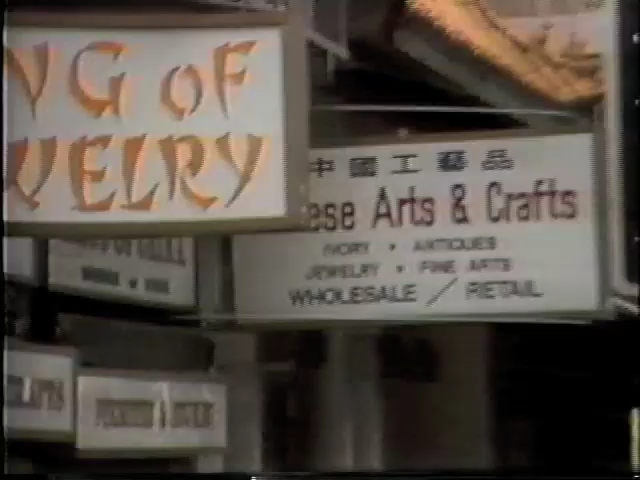 NG OF
WELRY
中國工藝品
ese Arts & Crafts
IVORY • ANTIQUES
JEWELRY • FINE ARTS
WHOLESALE / RETAIL